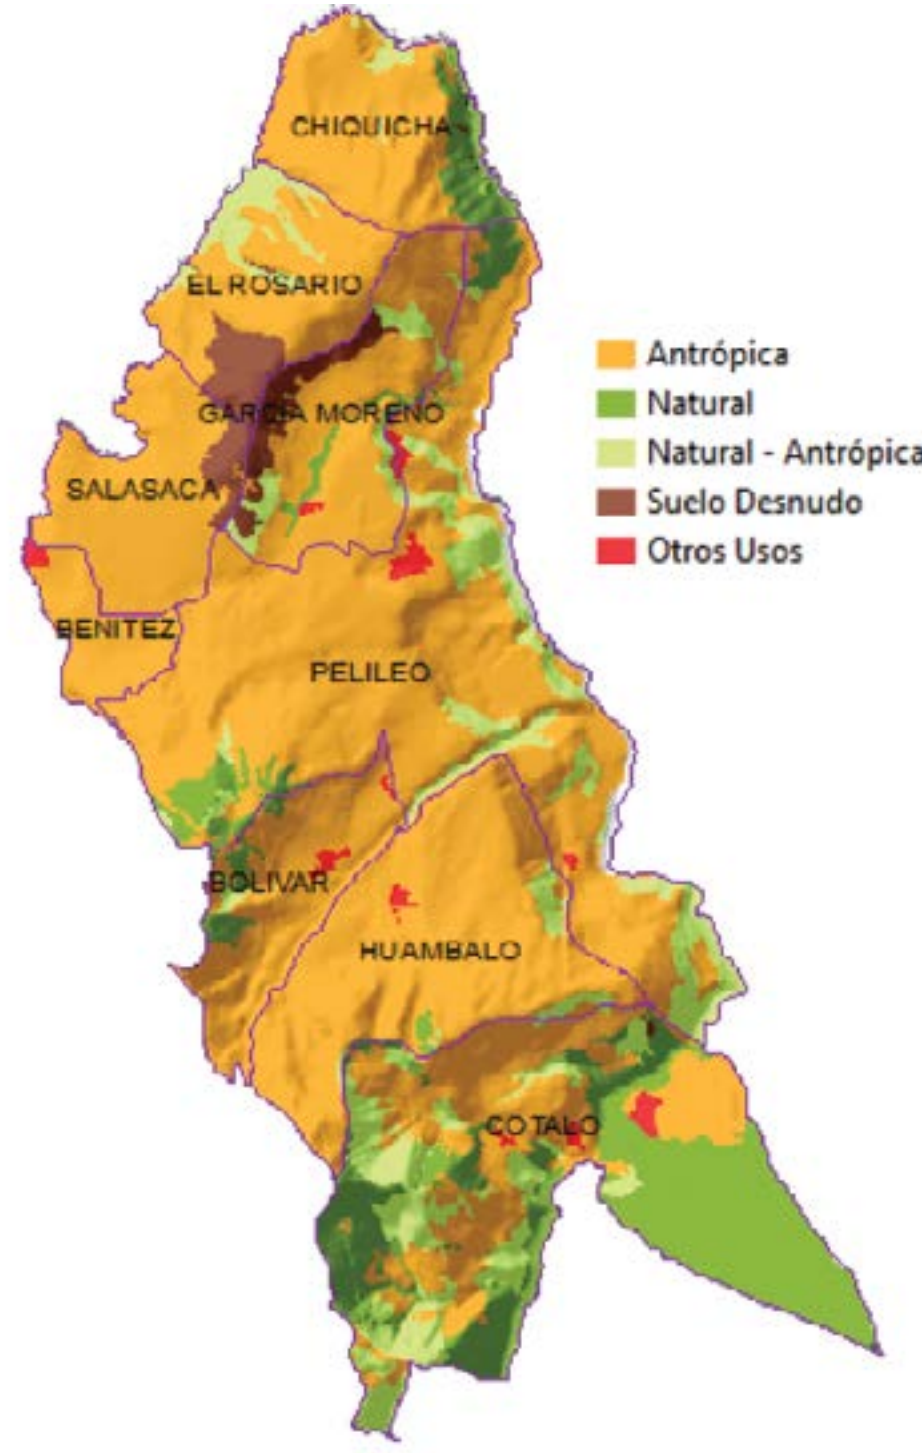 CHIQUICHA
EL ROSARIO
Antrópica
Natural
GARCIA MORENO
Natural - Antrópica
SALASACA
Suelo Desnudo
Otros Usos
BENITEZ
PELILEO
BOLIVAR
HUAMBALO
COTALO